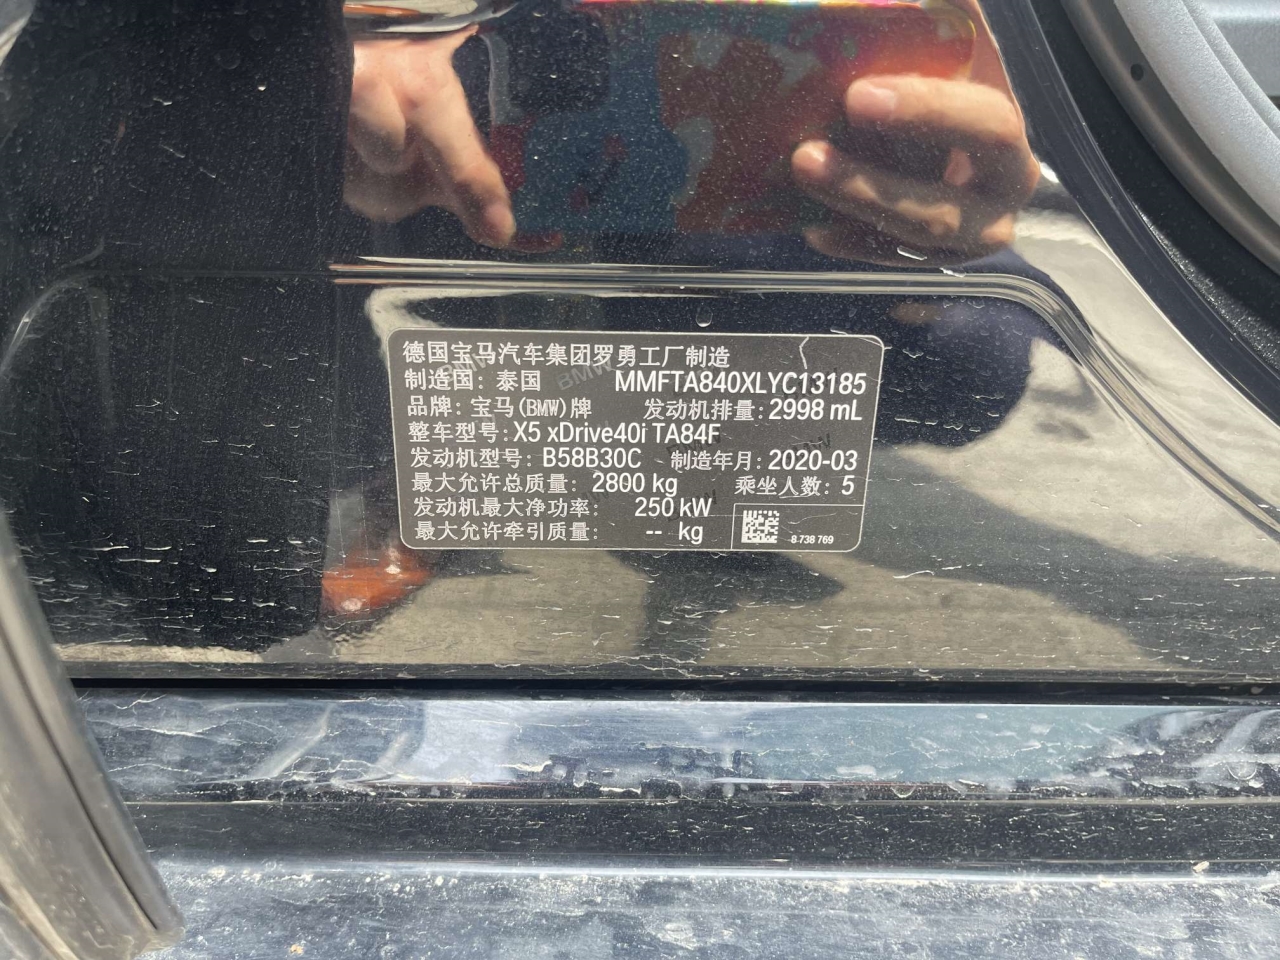 德国宝马汽车集团罗勇工厂制造
制造国: 泰国 MMFTA840XLYC13185
品牌: 宝马(BMW)牌 发动机排量: 2998 mL
整车型号: X5 xDrive40i TA84F
发动机型号: B58B30C 制造年月: 2020-03
最大允许总质量: 2800 kg 乘坐人数: 5
发动机最大净功率: 250 kW
最大允许牵引质量: -- kg
8 738 769